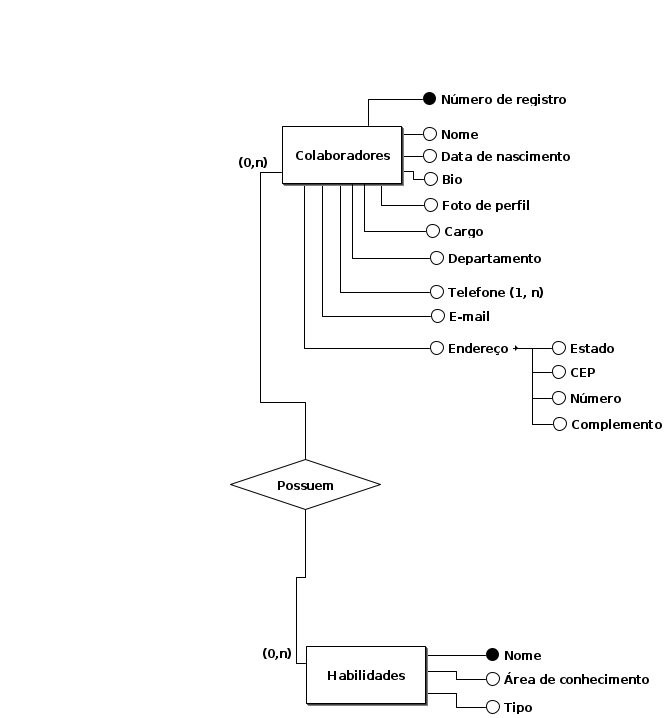 Número de registro
Nome
Colaboradores
Data de nascimento
(0,n)
Bio
Foto de perfil
Cargo
Departamento
Telefone (1, n)
E-mail
Endereço
Estado
CEP
Número
Complemento
Possuem
(0,n)
Nome
Habilidades
Área de conhecimento
Tipo